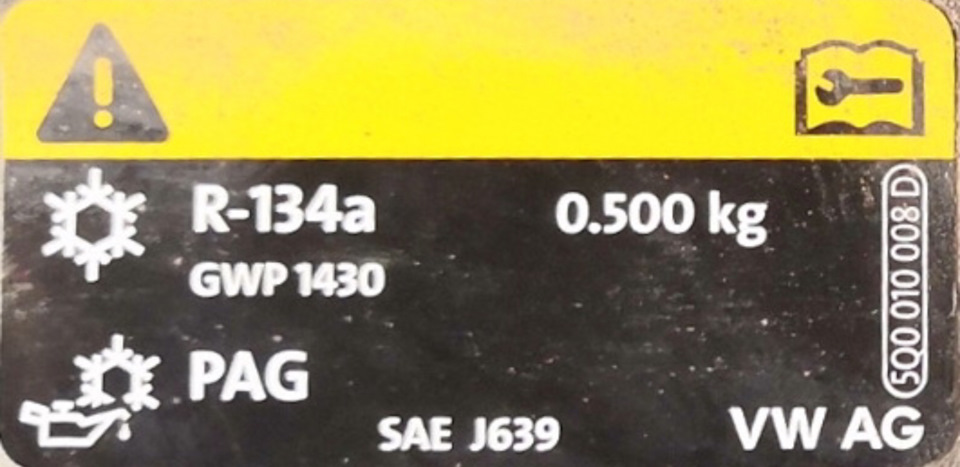 R-134a 0.500 kg
GWP 1430
PAG
SAE J639
VW AG
5Q0 010 008 D